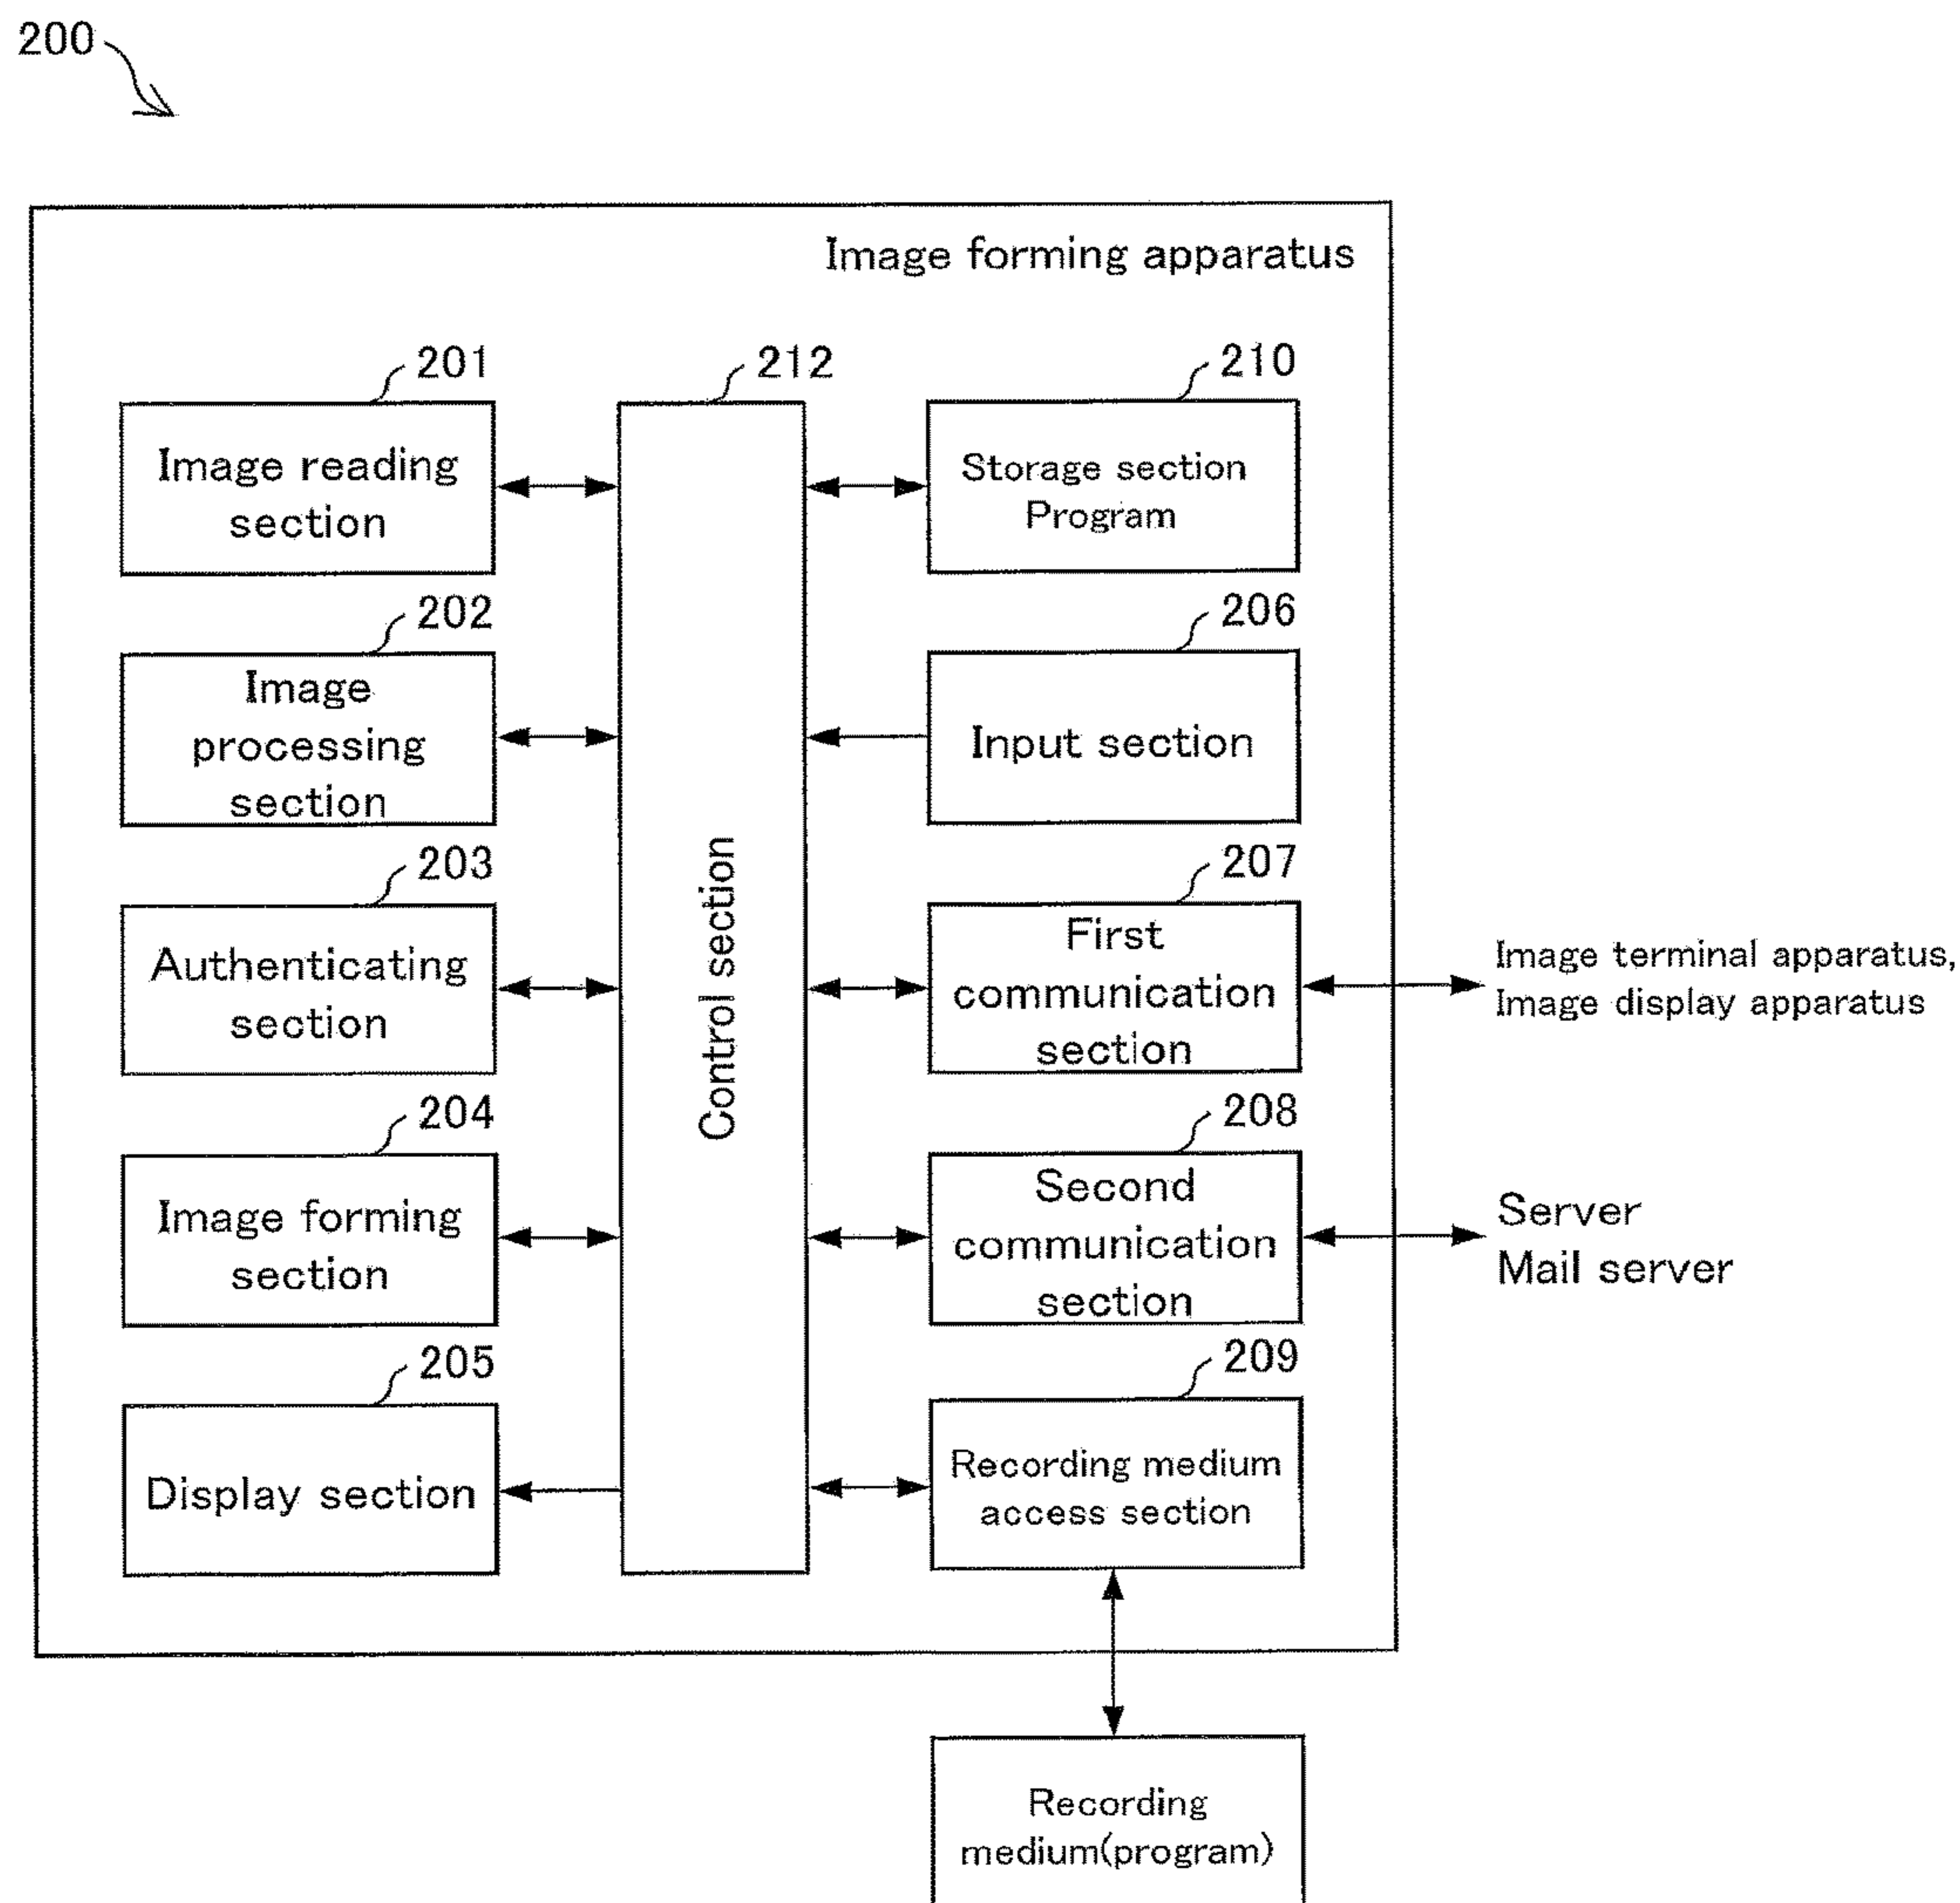 200
Image forming apparatus
201
Image reading
section
212
210
Storage section
Program
202
Image
processing
section
206
Input section
203
Authenticating
section
Control section
207
First
communication
section
Image terminal apparatus,
Image display apparatus
204
Image forming
section
208
Second
communication
section
Server
Mail server
205
Display section
209
Recording medium
access section
Recording
medium(program)